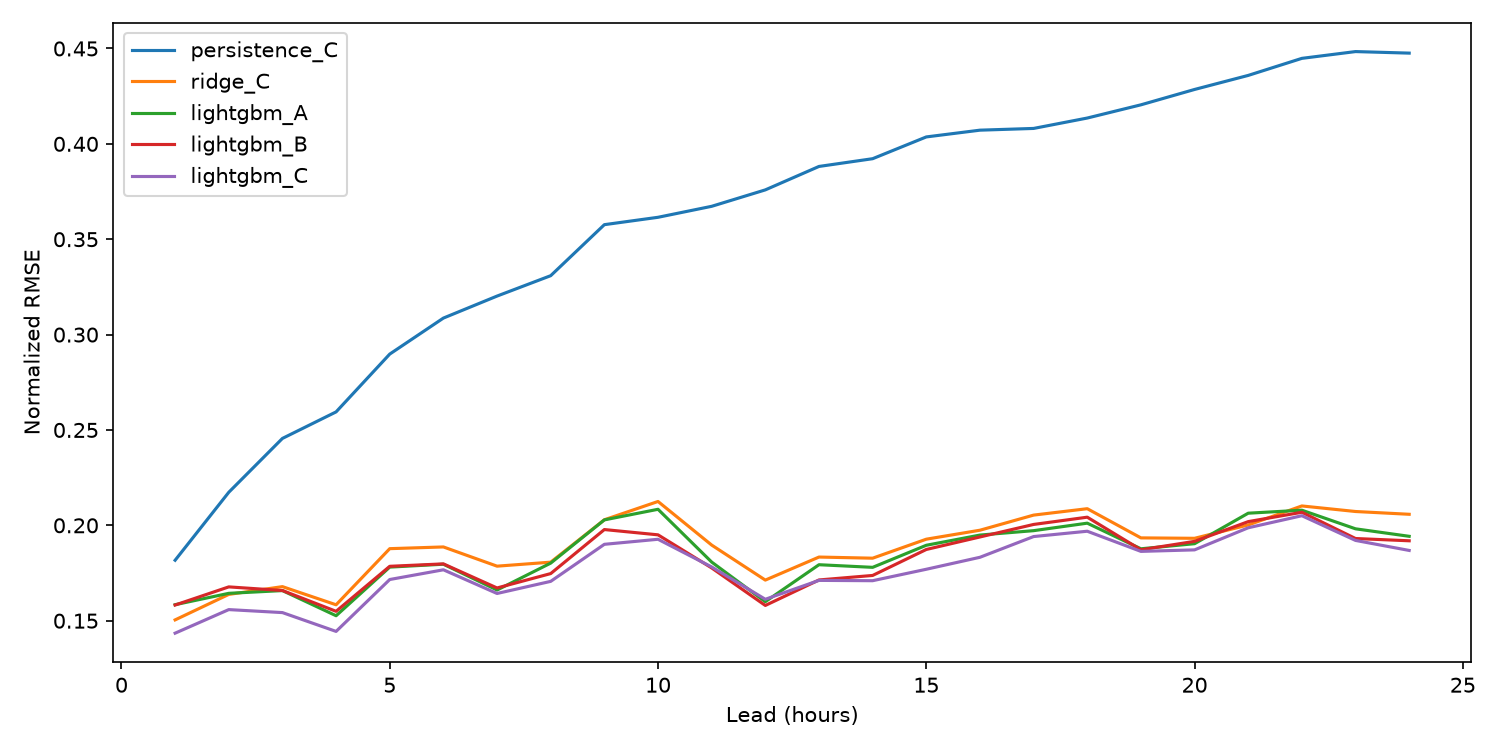 persistence_C
ridge_C
lightgbm_A
lightgbm_B
lightgbm_C
Normalized RMSE
0.45
0.40
0.35
0.30
0.25
0.20
0.15
0
5
10
15
20
25
Lead (hours)